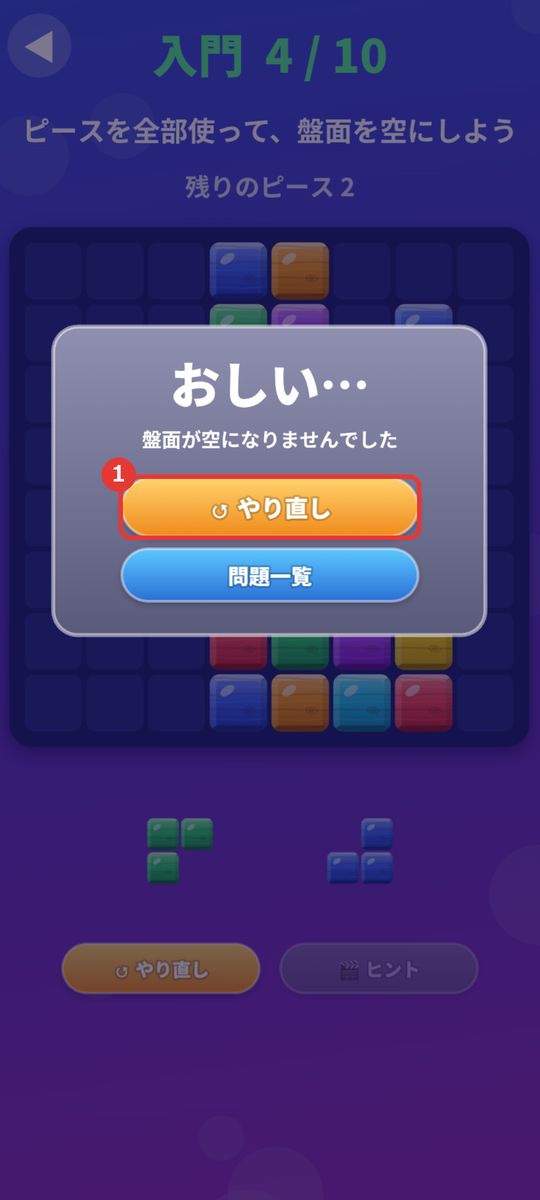 入門 4 / 10
ピースを全部使って、盤面を空にしよう
残りのピース 2
おしい…
盤面が空になりませんでした
1
やり直し
問題一覧
やり直し
ヒント